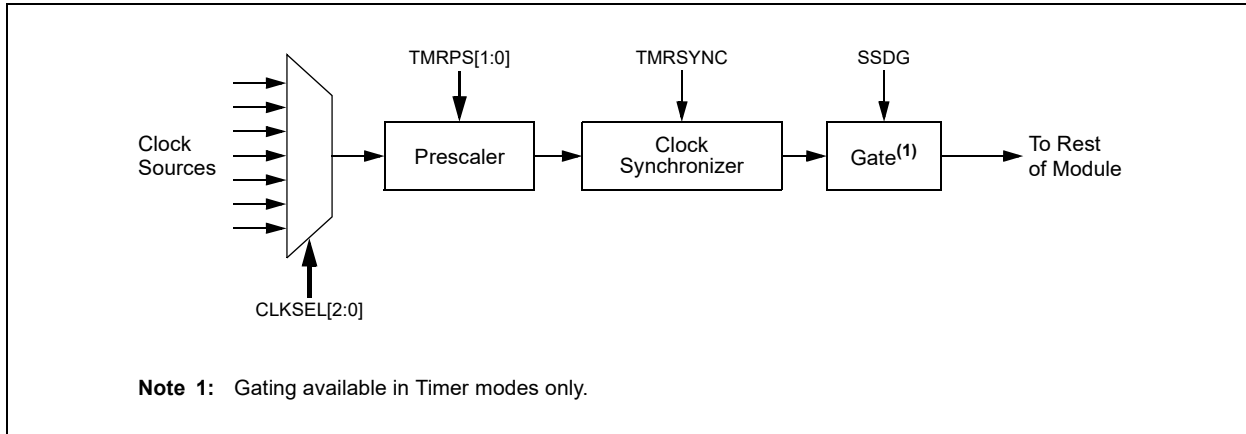 TMRPS[1:0]
TMRSYNC
SSDG
Clock
Sources
Prescaler
Clock
Synchronizer
Gate(1)
To Rest
of Module
CLKSEL[2:0]
Note 1: Gating available in Timer modes only.